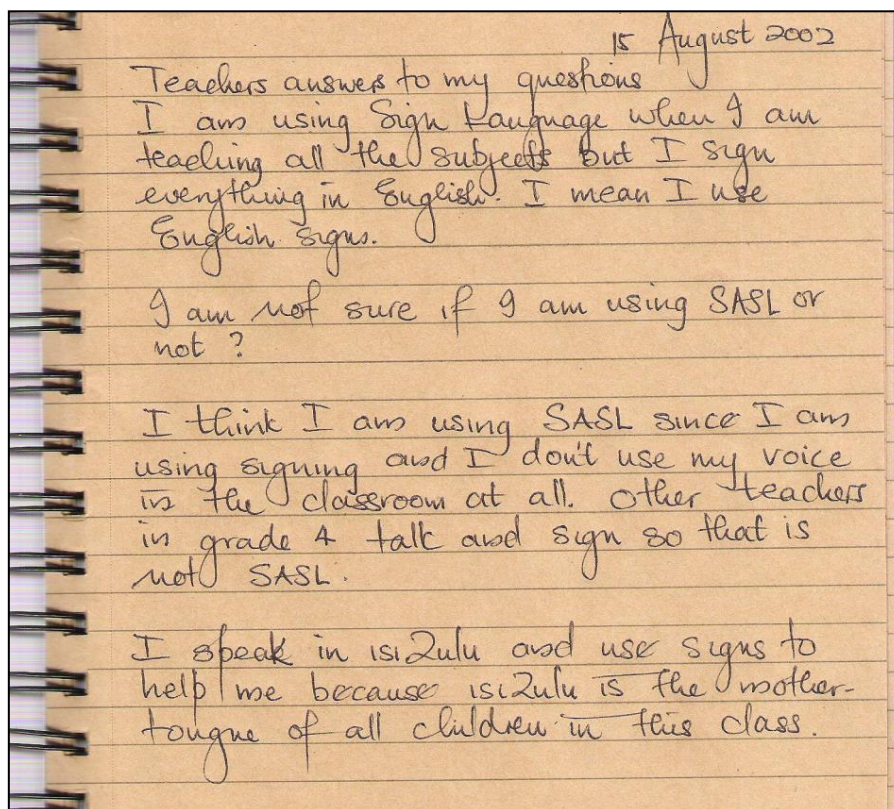 15 August 2002
Teachers answers to my questions
I am using Sign Language when I am
teaching all the subjects but I sign
everything in English. I mean I use
English signs.
I am not sure if I am using SASL or
not ?
I think I am using SASL since I am
using signing and I don't use my voice
in the classroom at all. Other teachers
in grade 4 talk and sign so that is
not SASL.
I speak in isiZulu and use signs to
help me because isiZulu is the mother-
tongue of all children in this class.